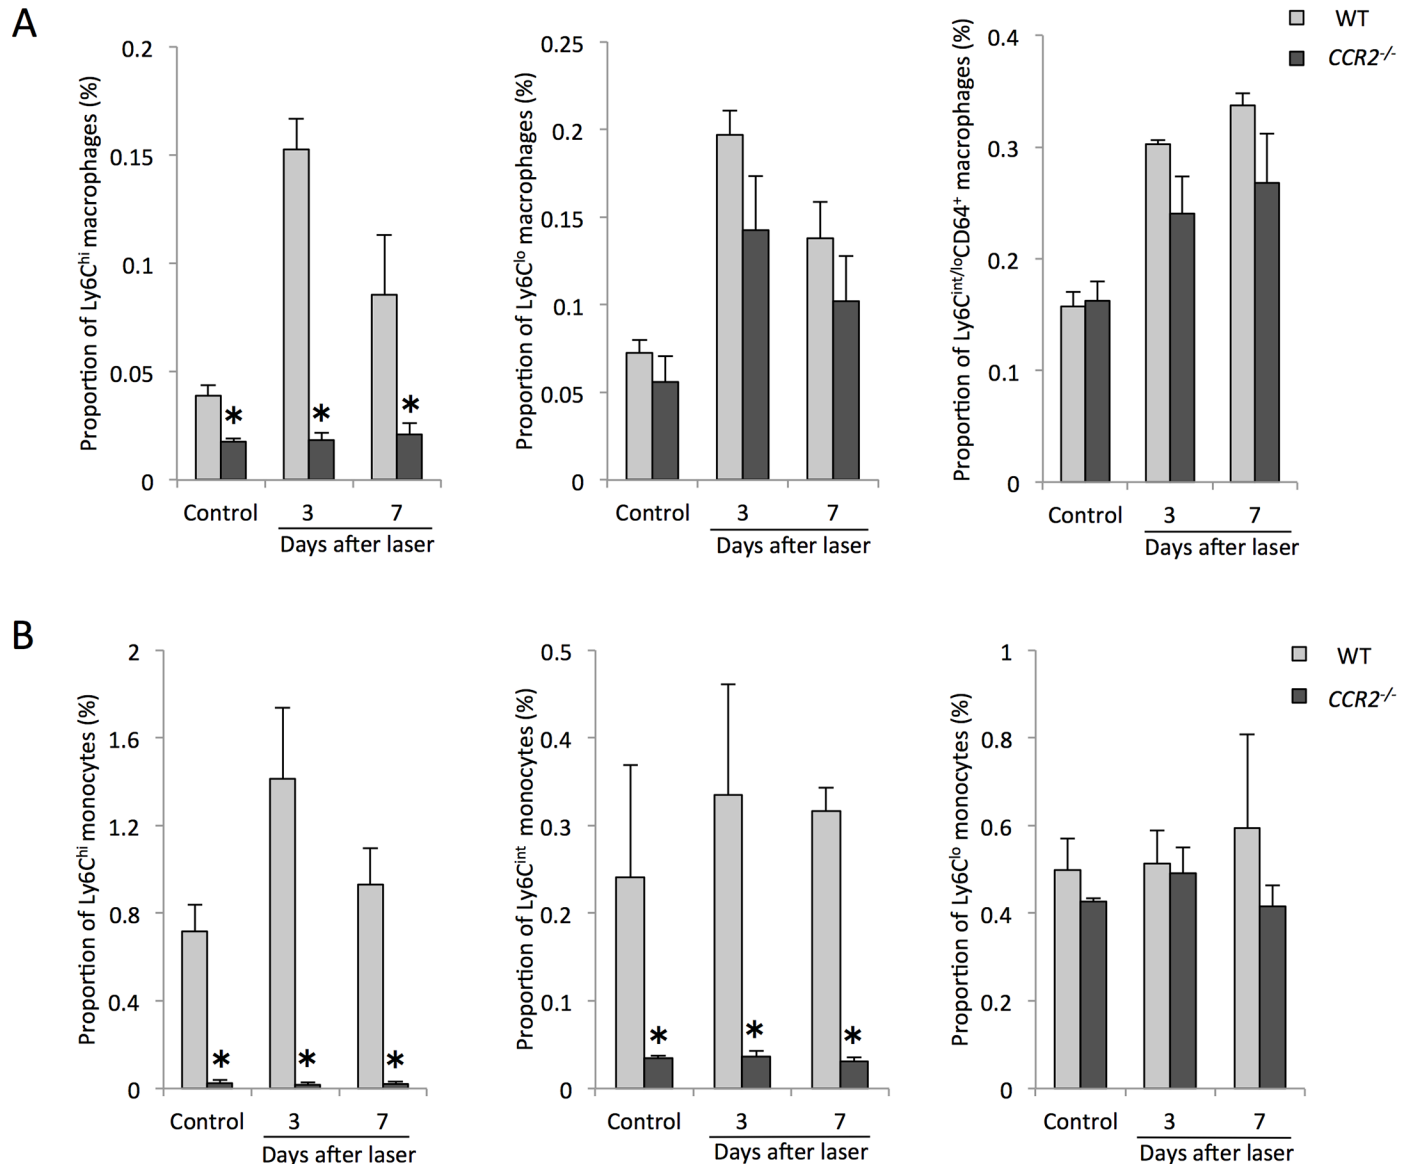 A
WT
CCR2-/-
Proportion of Ly6Chi macrophages (%)
0.2
0.15
0.1
0.05
0
*
*
*
Control
3
7
Days after laser
Proportion of Ly6Clo macrophages (%)
0.25
0.2
0.15
0.1
0.05
0
Control
3
7
Days after laser
Proportion of Ly6Cint/loCD64+ macrophages (%)
0.4
0.3
0.2
0.1
0
Control
3
7
Days after laser
B
WT
CCR2-/-
Proportion of Ly6Chi monocytes (%)
2
1.6
1.2
0.8
0.4
0
*
*
*
Control
3
7
Days after laser
Proportion of Ly6Cint monocytes (%)
0.5
0.4
0.3
0.2
0.1
0
*
*
*
Control
3
7
Days after laser
Proportion of Ly6Clo monocytes (%)
1
0.8
0.6
0.4
0.2
0
Control
3
7
Days after laser